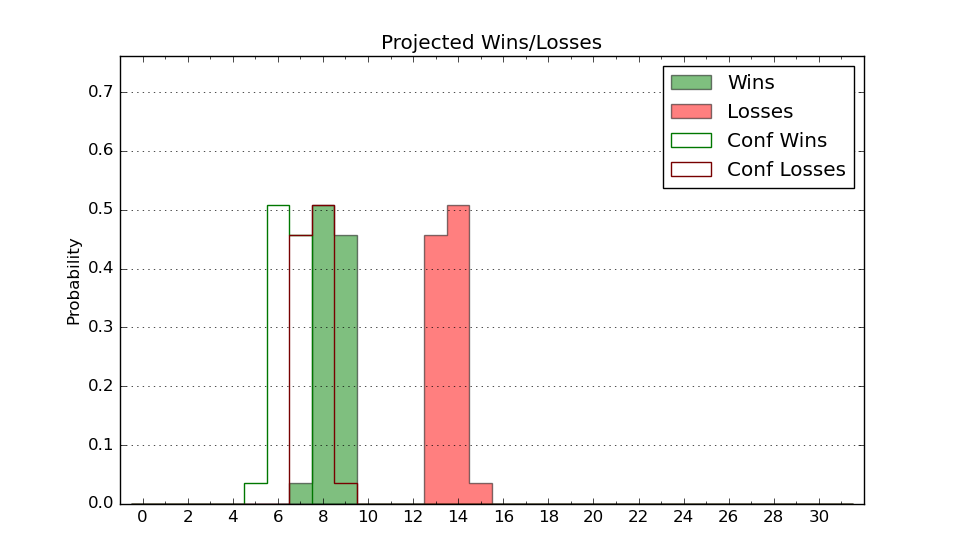 Projected Wins/Losses
Wins
Losses
Conf Wins
Conf Losses
Probability
0.7
0.6
0.5
0.4
0.3
0.2
0.1
0.0
0 2 4 6 8 10 12 14 16 18 20 22 24 26 28 30